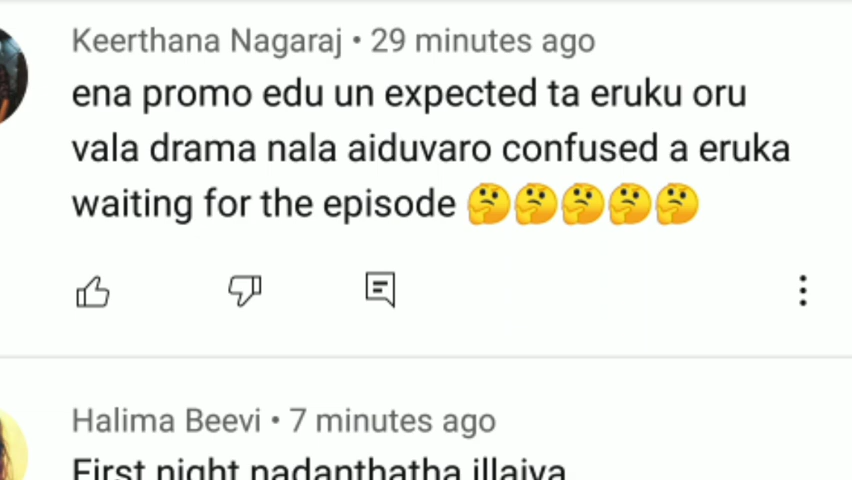 Keerthana Nagaraj • 29 minutes ago
ena promo edu un expected ta eruku oru
vala drama nala aiduvaro confused a eruka
waiting for the episode 🤔🤔🤔🤔🤔
Halima Beevi • 7 minutes ago
First night nadanthatha illaiya